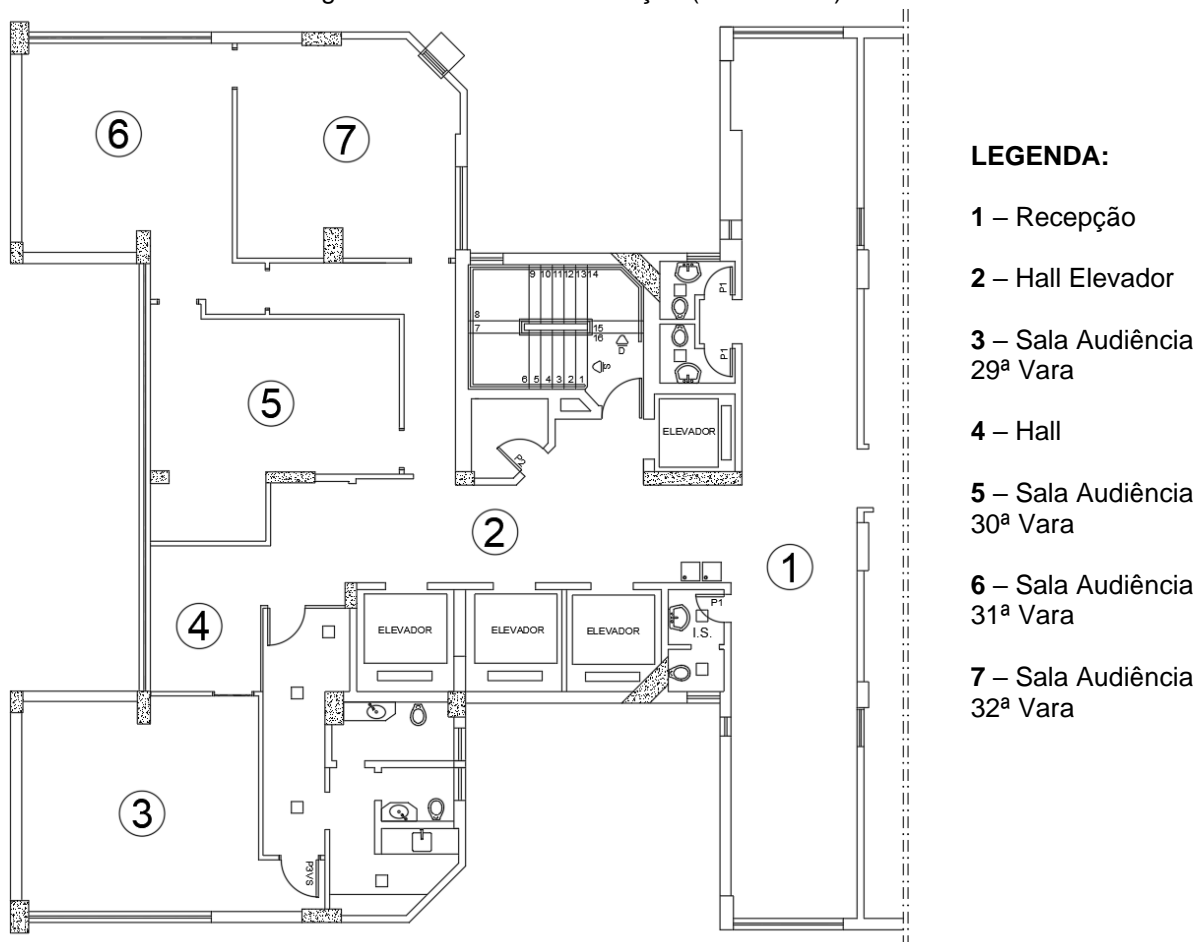 6
7
9 10 11 12 13 14
8
7
15
16
D
S
6 5 4 3 2 1
P1
P1
5
ELEVADOR
P2
2
1
4
ELEVADOR
ELEVADOR
ELEVADOR
P1
I.S.
3
P3VS
LEGENDA:
1 – Recepção
2 – Hall Elevador
3 – Sala Audiência
29ª Vara
4 – Hall
5 – Sala Audiência
30ª Vara
6 – Sala Audiência
31ª Vara
7 – Sala Audiência
32ª Vara